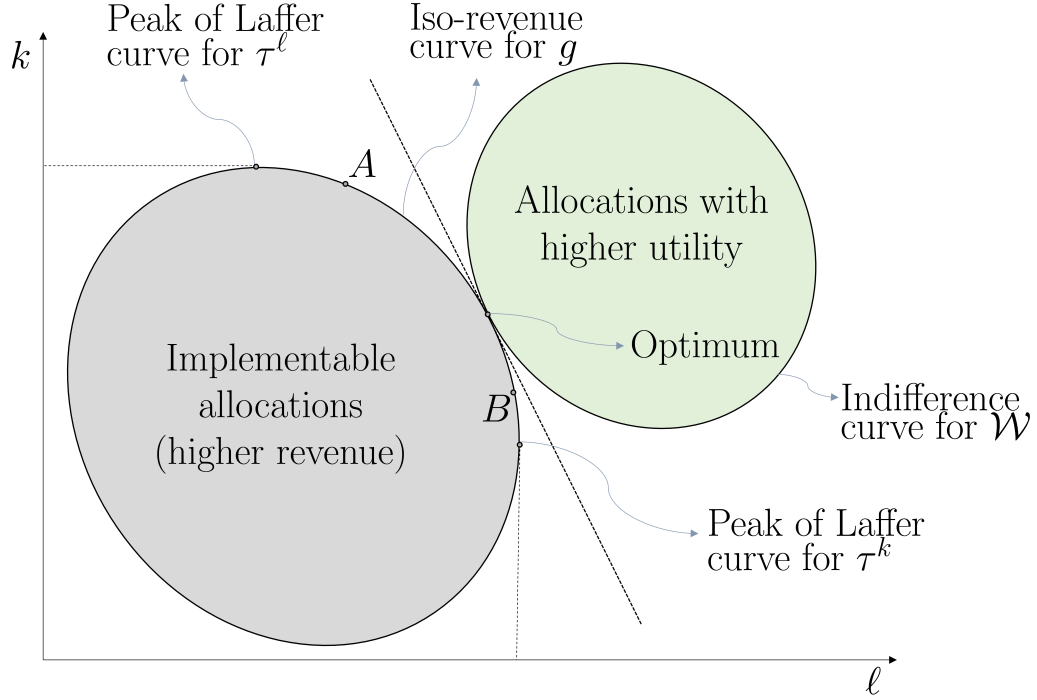 Peak of Laffer
curve for τ^ℓ
Iso-revenue
curve for g
k
A
Allocations with
higher utility
Optimum
Implementable
allocations
(higher revenue)
B
Indifference
curve for 𝒲
Peak of Laffer
curve for τ^k
ℓ